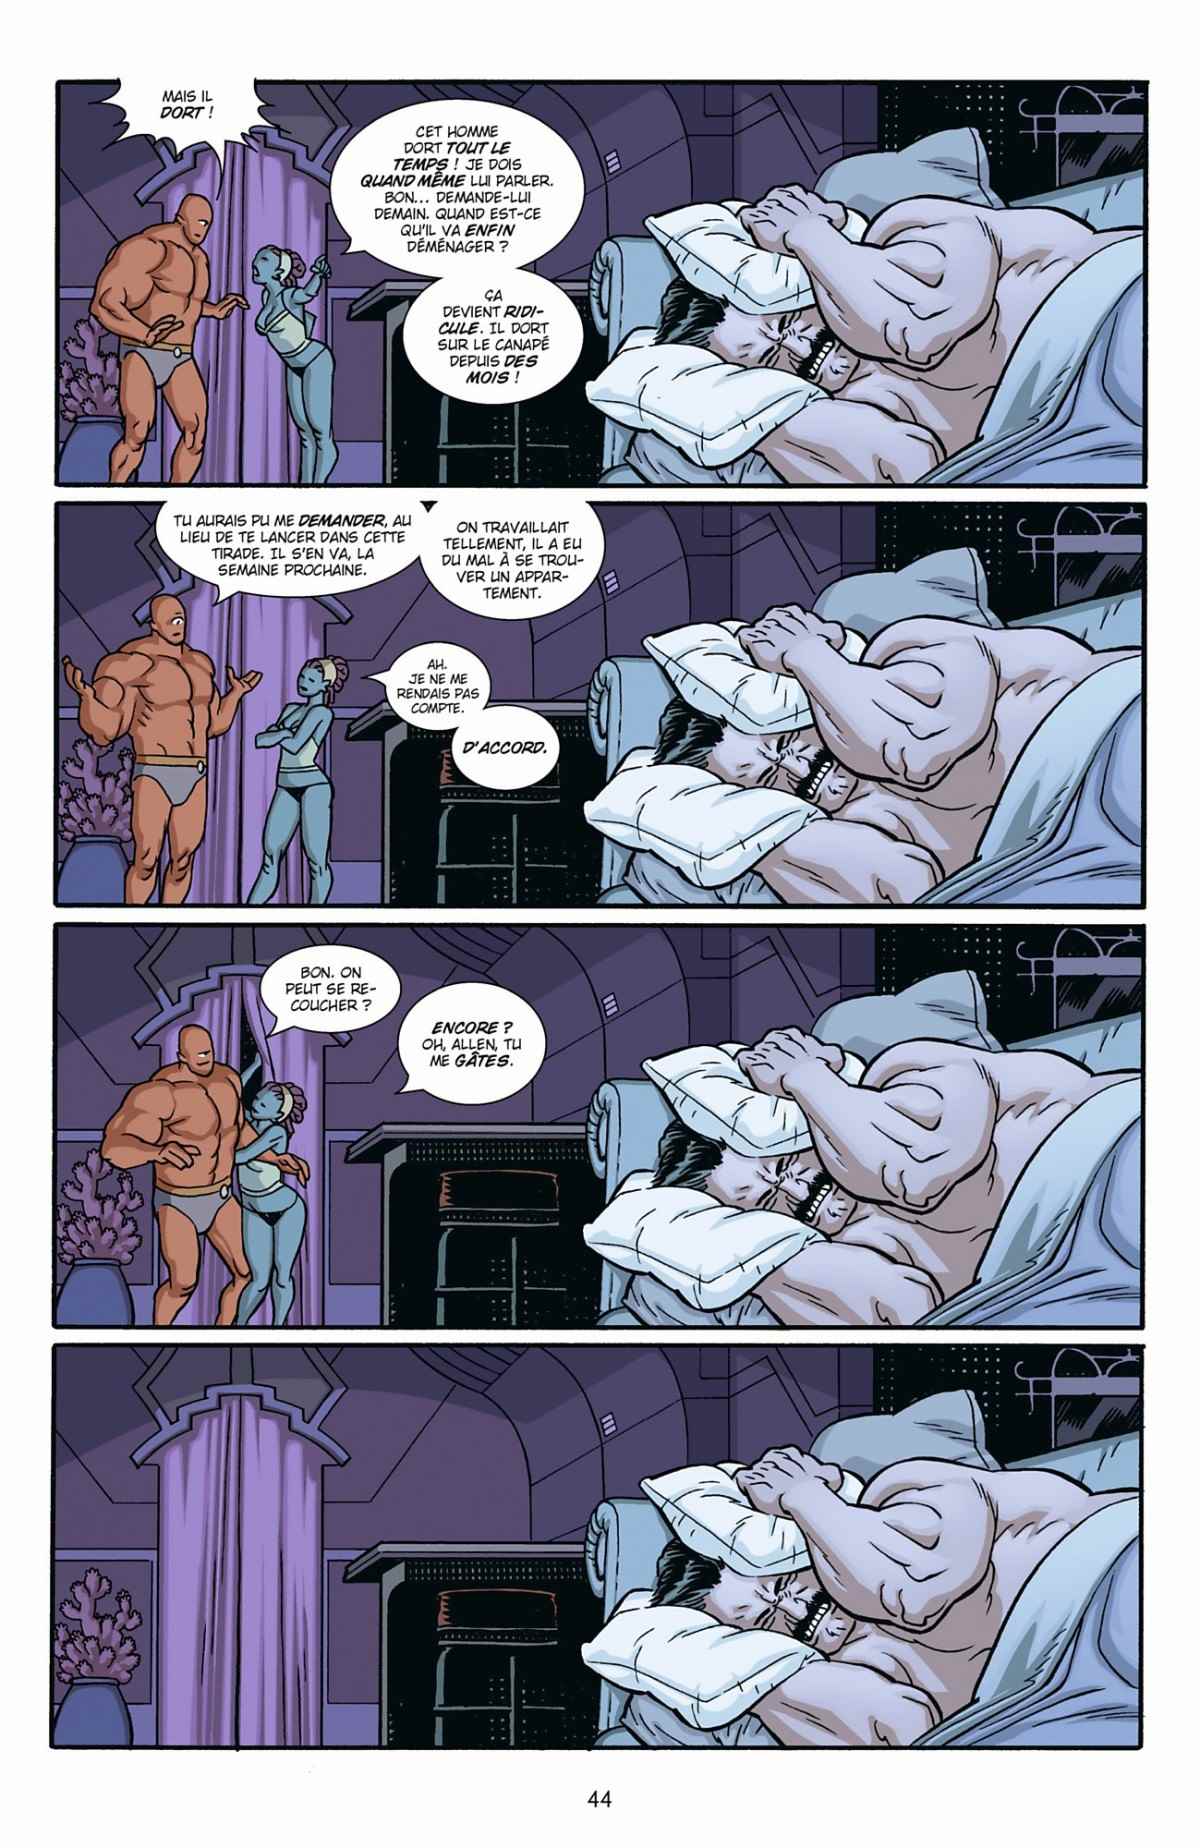 MAIS IL
DORT !
CET HOMME
DORT TOUT LE
TEMPS ! JE DOIS
QUAND MÊME LUI PARLER.
BON... DEMANDE-LUI
DEMAIN. QUAND EST-CE
QU'IL VA ENFIN
DÉMÉNAGER ?
ÇA
DEVIENT RIDI-
CULE. IL DORT
SUR LE CANAPÉ
DEPUIS DES
MOIS !
TU AURAIS PU ME DEMANDER, AU
LIEU DE TE LANCER DANS CETTE
TIRADE. IL S'EN VA, LA
SEMAINE PROCHAINE.
ON TRAVAILLAIT
TELLEMENT, IL A EU
DU MAL À SE TROU-
VER UN APPAR-
TEMENT.
AH.
JE NE ME
RENDAIS PAS
COMPTE.
D'ACCORD.
BON. ON
PEUT SE RE-
COUCHER ?
ENCORE ?
OH, ALLEN, TU
ME GÂTES.
44